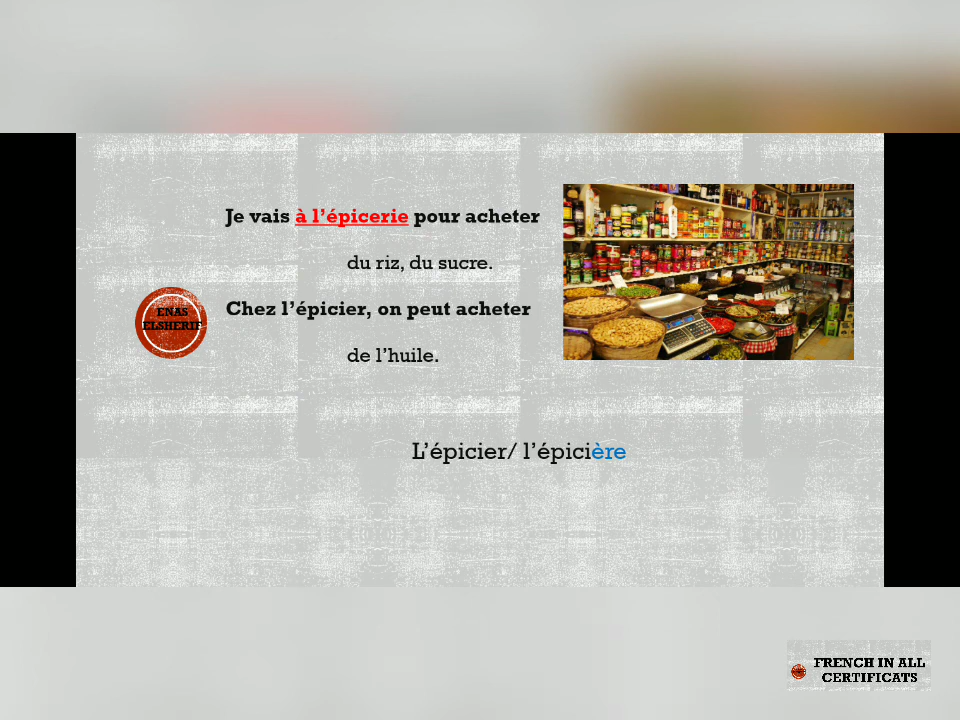 Je vais à l’épicerie pour acheter
du riz, du sucre.
Chez l’épicier, on peut acheter
de l’huile.
ENAS
ELSHERIF
L’épicier/ l’épicière
FRENCH IN ALL
CERTIFICATS